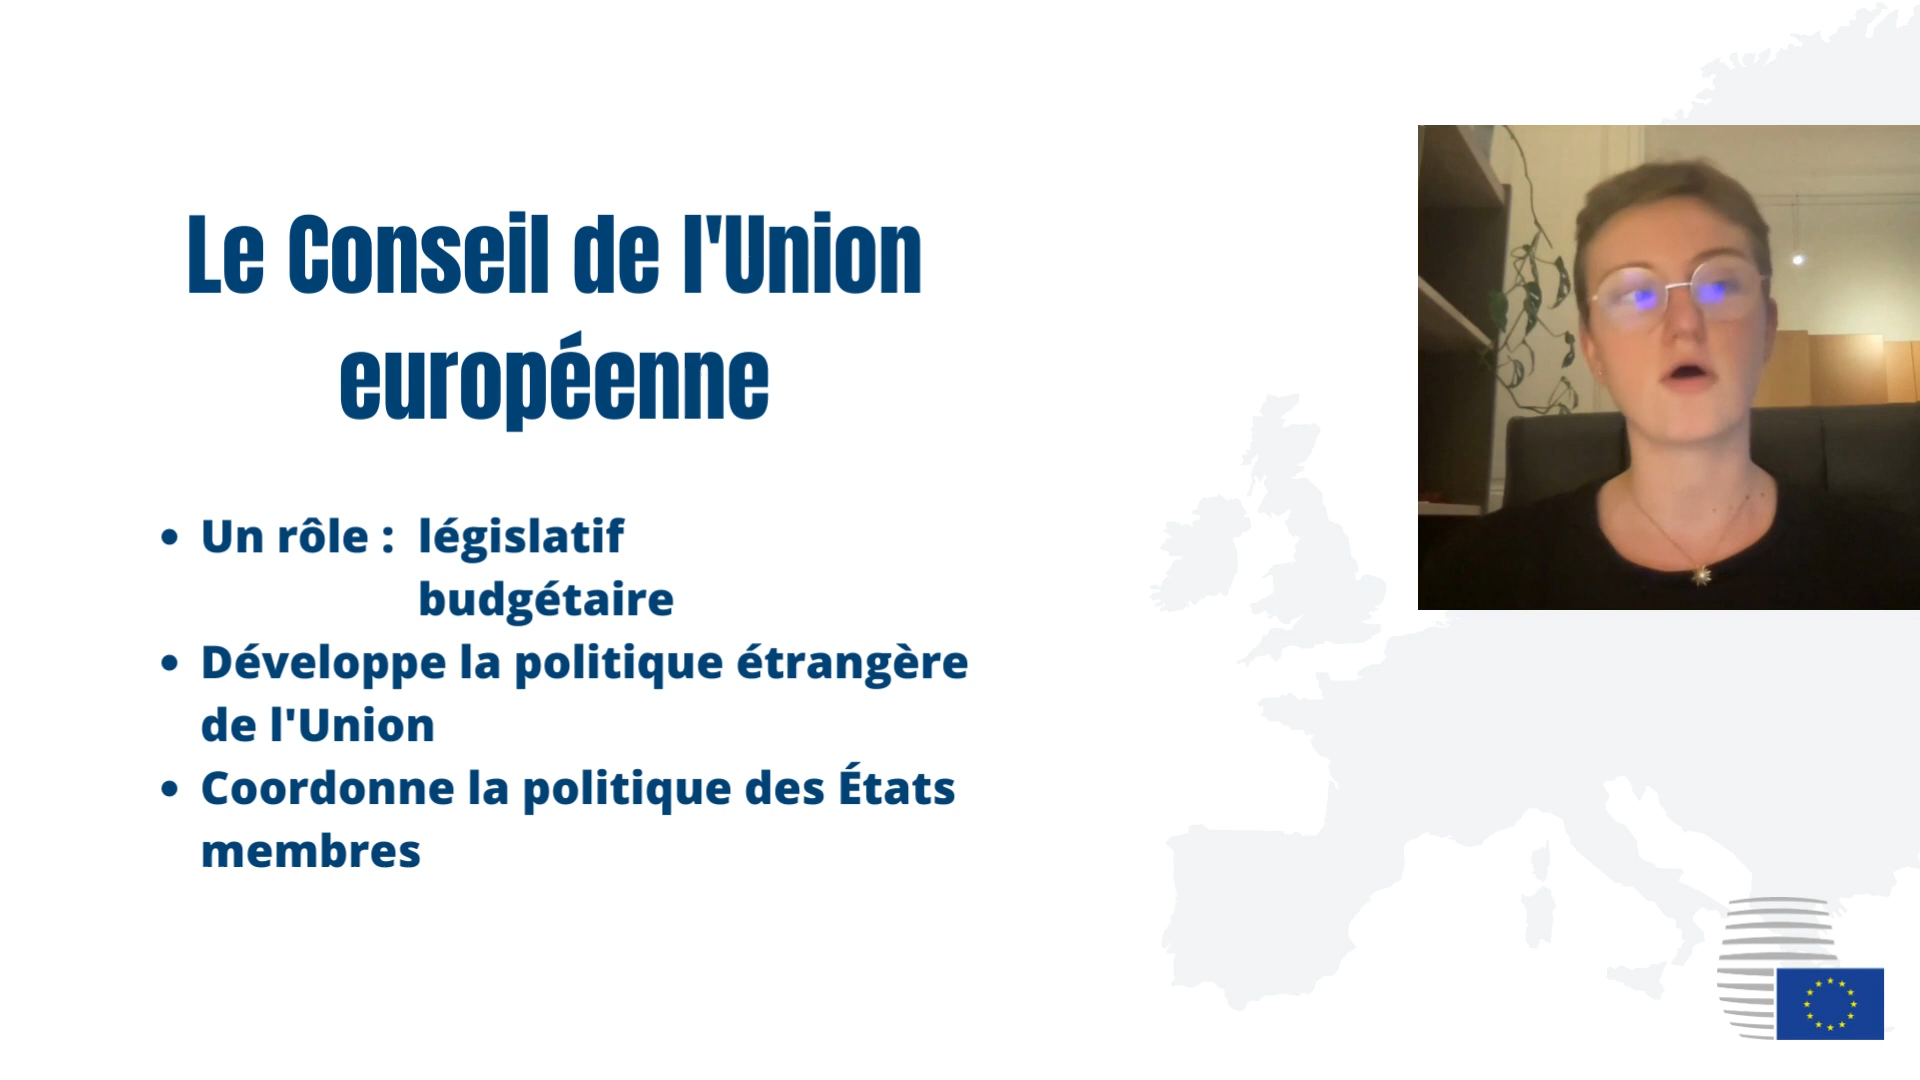 Le Conseil de l'Union
européenne
• Un rôle : législatif
budgétaire
• Développe la politique étrangère
de l'Union
• Coordonne la politique des États
membres